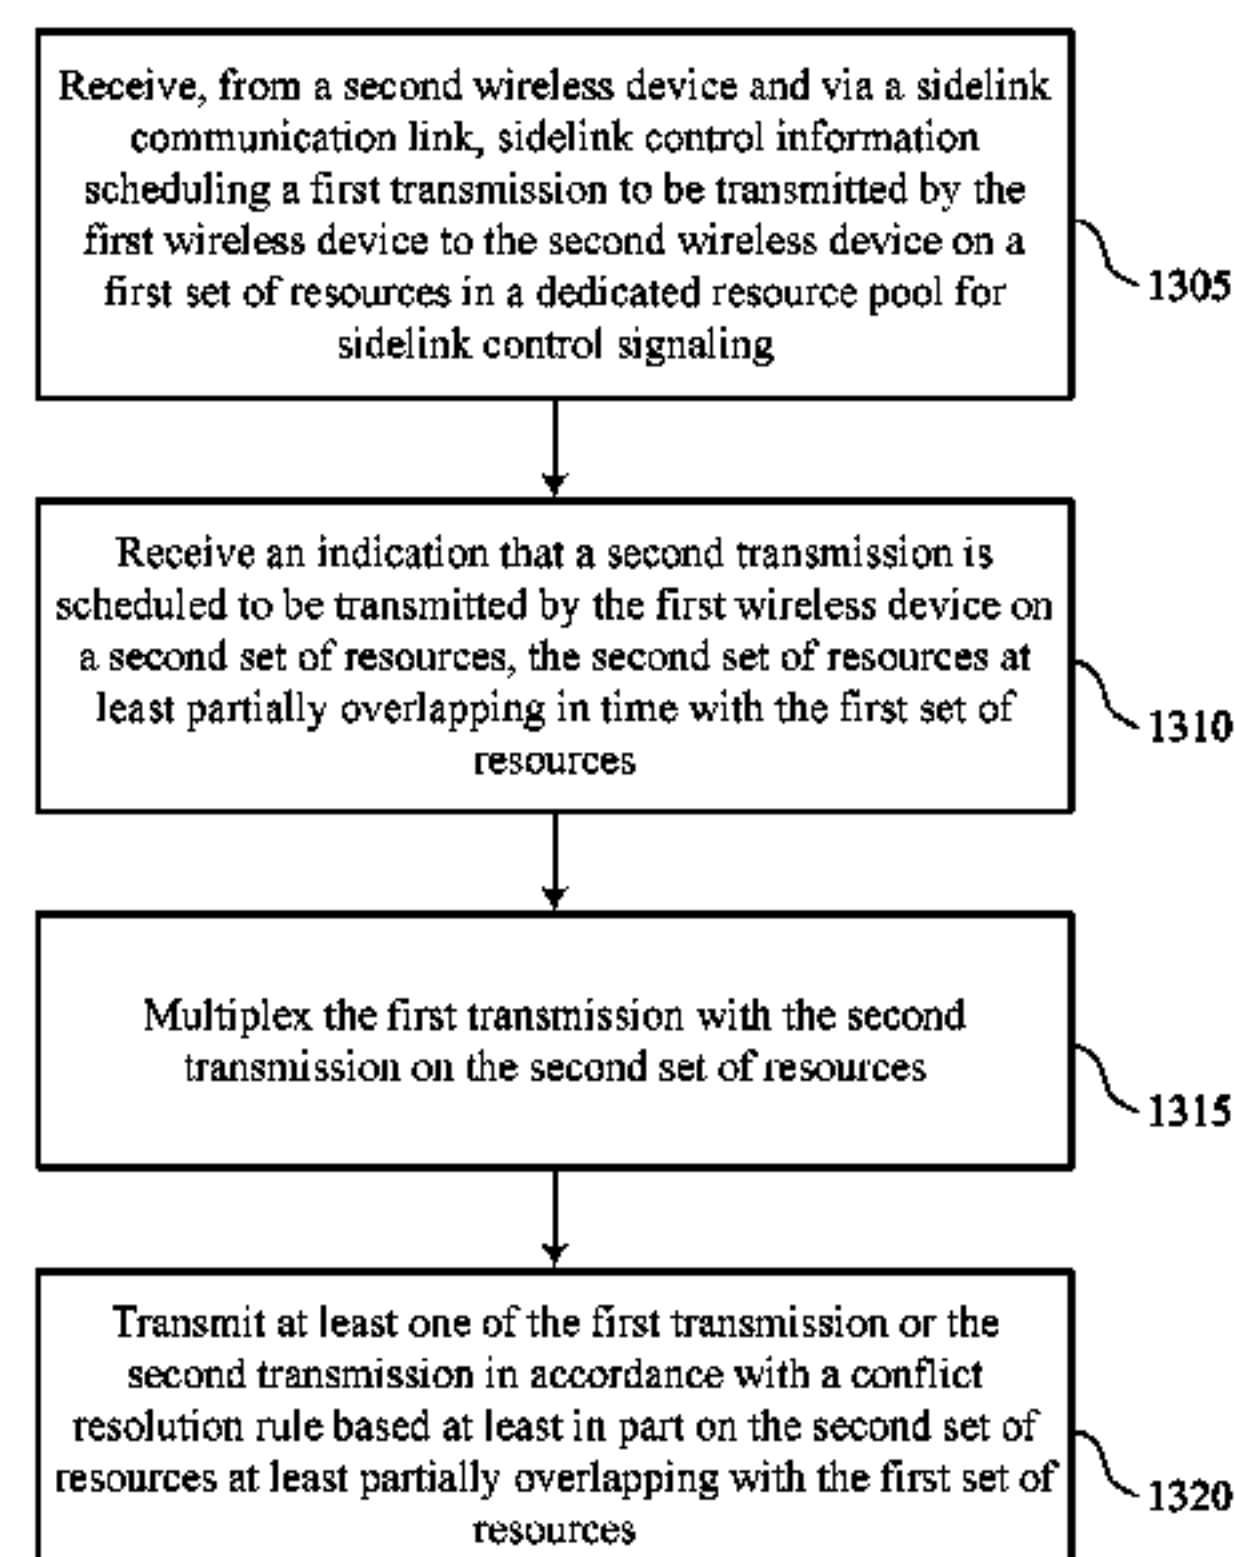 Receive, from a second wireless device and via a sidelink
communication link, sidelink control information
scheduling a first transmission to be transmitted by the
first wireless device to the second wireless device on a
first set of resources in a dedicated resource pool for
sidelink control signaling
1305
Receive an indication that a second transmission is
scheduled to be transmitted by the first wireless device on
a second set of resources, the second set of resources at
least partially overlapping in time with the first set of
resources
1310
Multiplex the first transmission with the second
transmission on the second set of resources
1315
Transmit at least one of the first transmission or the
second transmission in accordance with a conflict
resolution rule based at least in part on the second set of
resources at least partially overlapping with the first set of
resources
1320